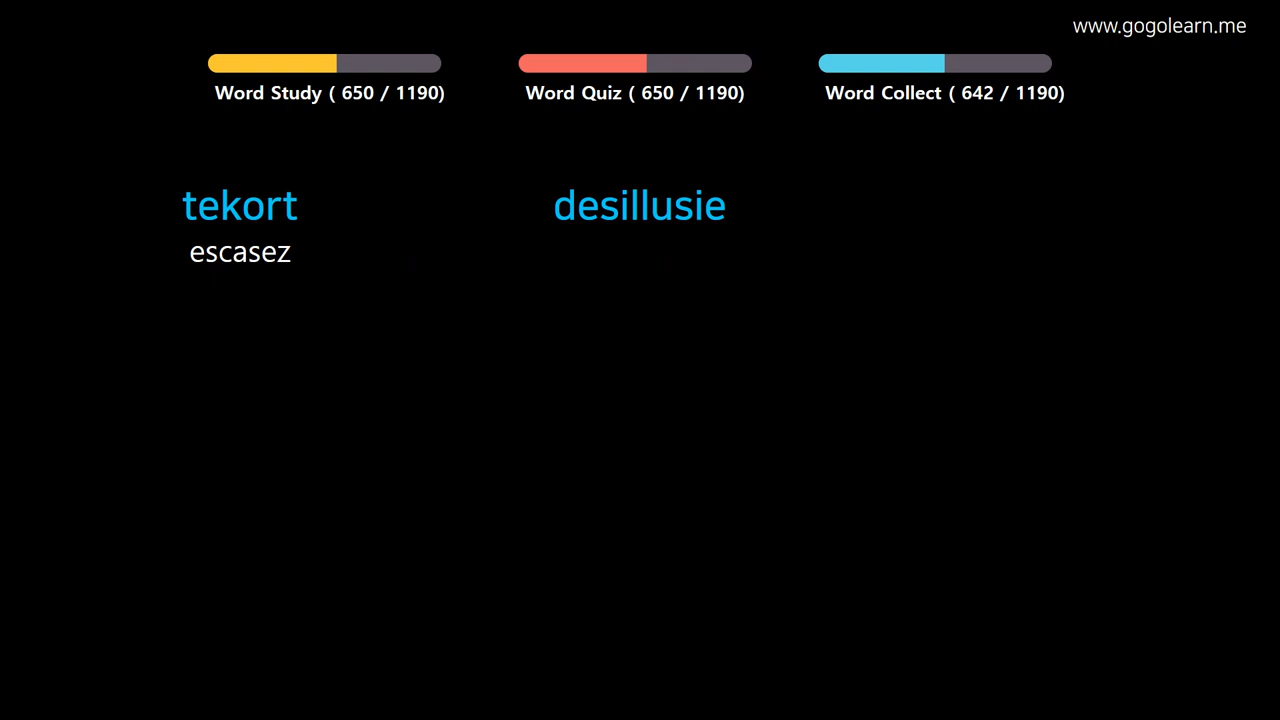 www.gogolearn.me
Word Study ( 650 / 1190)
Word Quiz ( 650 / 1190)
Word Collect ( 642 / 1190)
tekort
escasez
desillusie